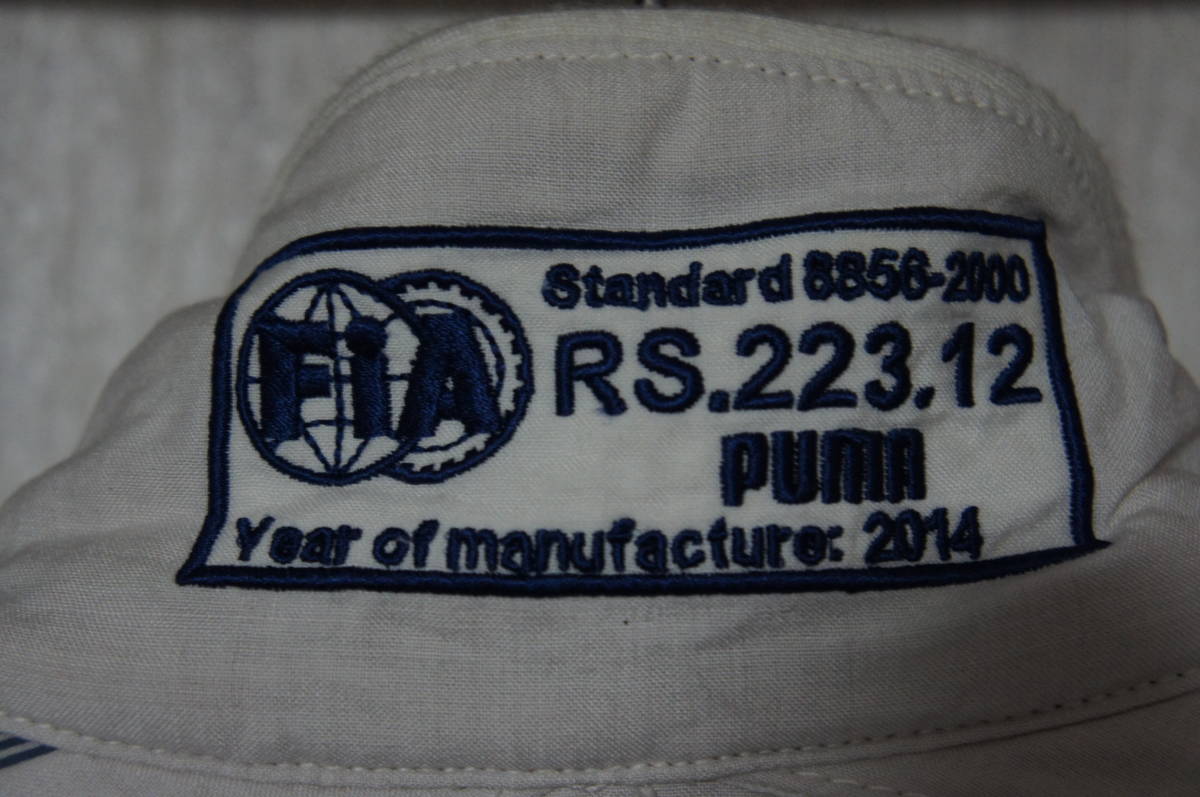 FIA
Standard 8856-2000
RS.223.12
PUMA
Year of manufacture: 2014